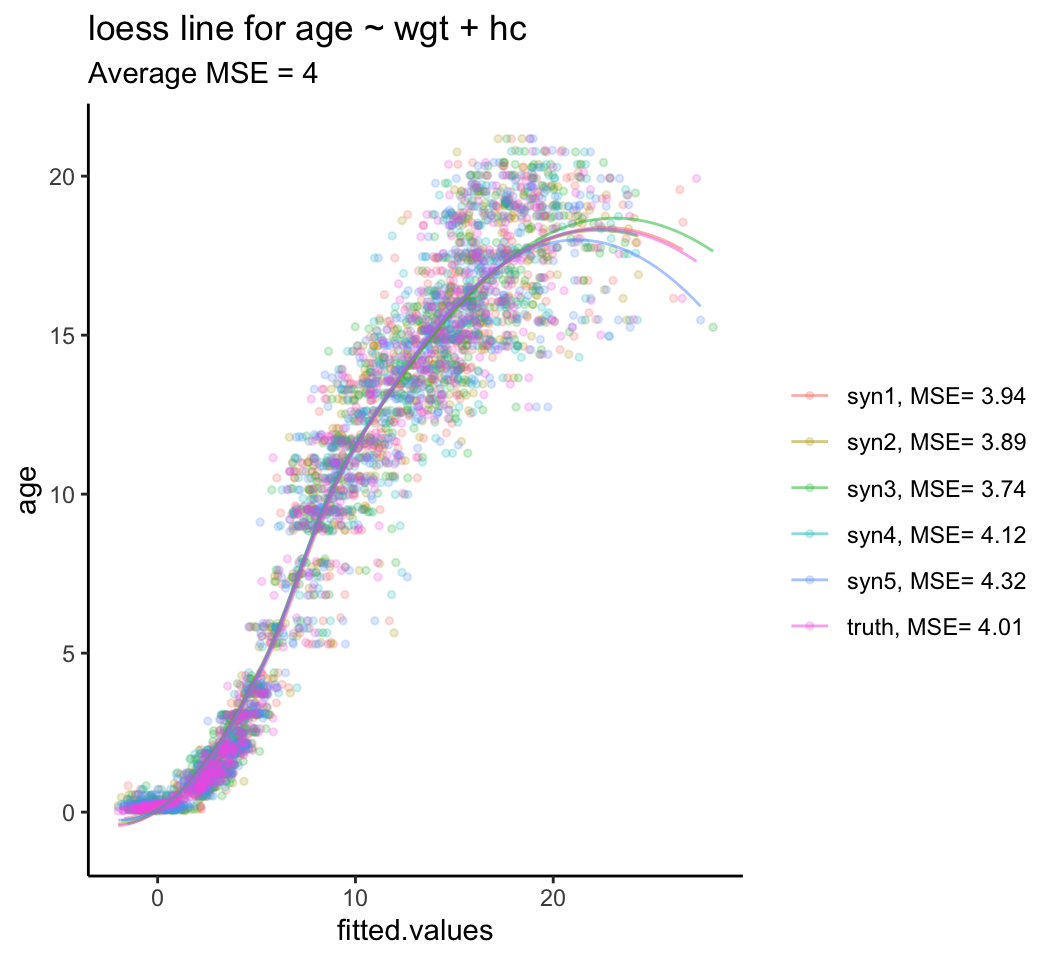 loess line for age ~ wgt + hc
Average MSE = 4
20
15
10
5
0
age
0
10
20
fitted.values
syn1, MSE= 3.94
syn2, MSE= 3.89
syn3, MSE= 3.74
syn4, MSE= 4.12
syn5, MSE= 4.32
truth, MSE= 4.01